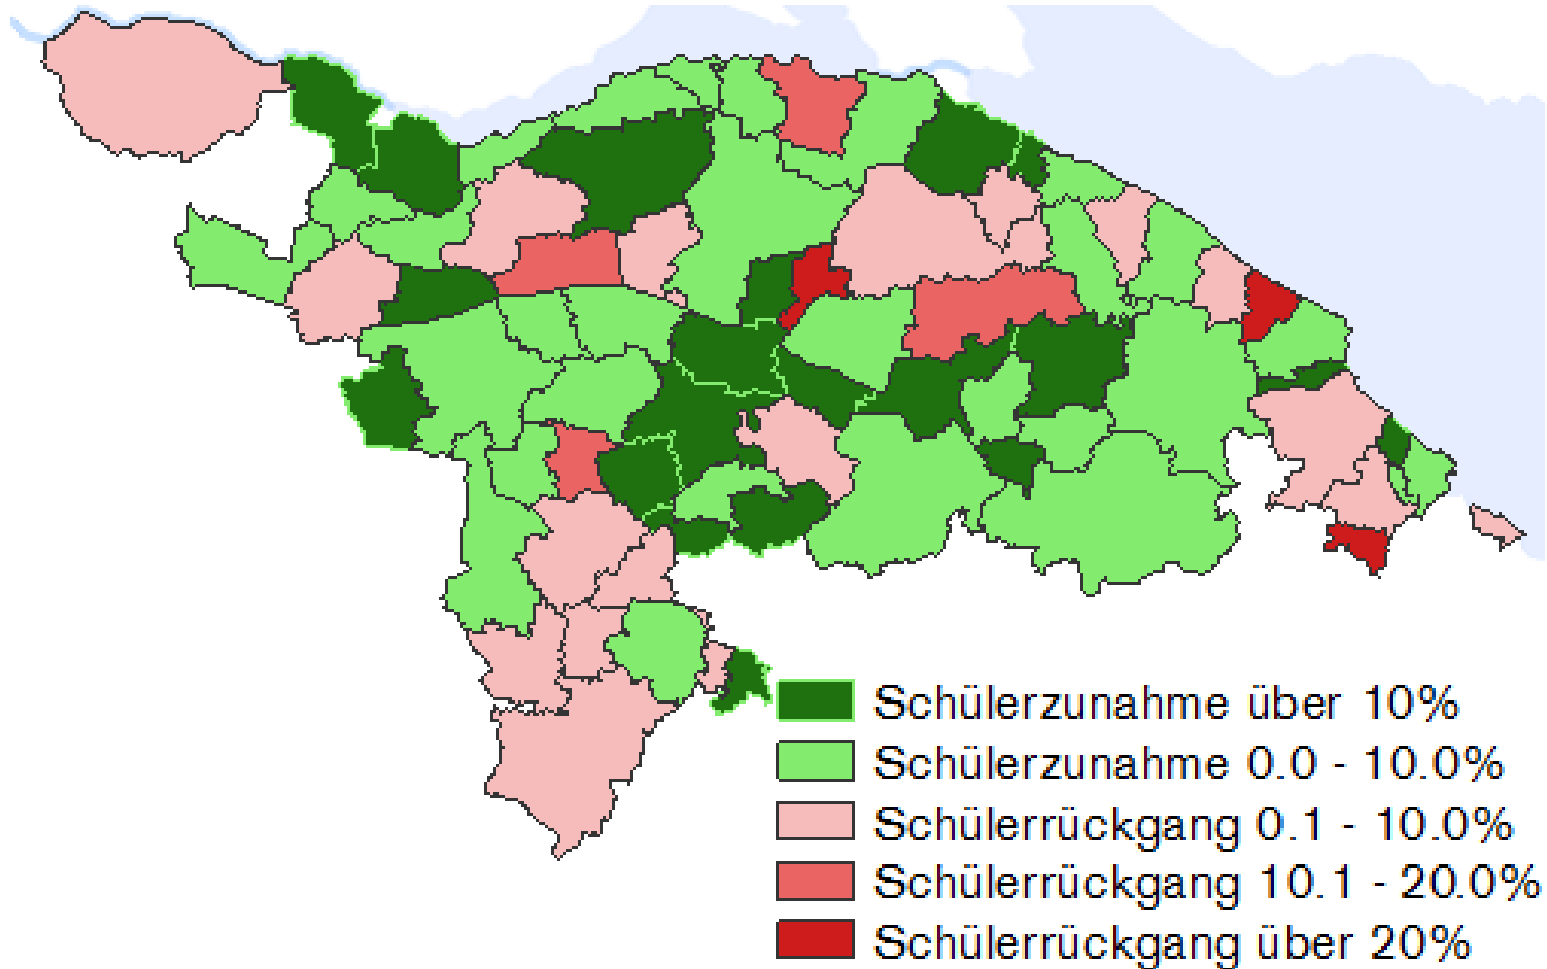 Schülerzunahme über 10%
Schülerzunahme 0.0 - 10.0%
Schülerrückgang 0.1 - 10.0%
Schülerrückgang 10.1 - 20.0%
Schülerrückgang über 20%